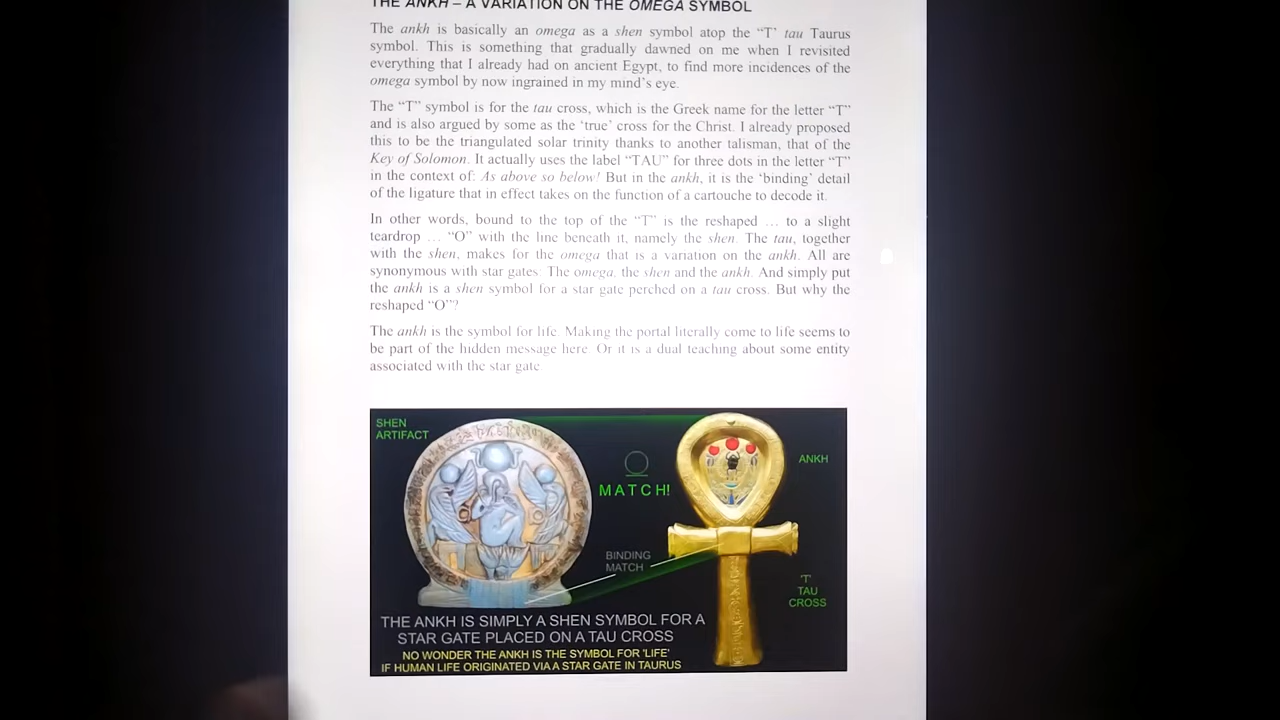 THE ANKH – A VARIATION ON THE OMEGA SYMBOL
The ankh is basically an omega as a shen symbol atop the “T’ tau Taurus
symbol. This is something that gradually dawned on me when I revisited
everything that I already had on ancient Egypt, to find more incidences of the
omega symbol by now ingrained in my mind’s eye.
The “T” symbol is for the tau cross, which is the Greek name for the letter “T”
and is also argued by some as the ‘true’ cross for the Christ. I already proposed
this to be the triangulated solar trinity thanks to another talisman, that of the
Key of Solomon. It actually uses the label “TAU” for three dots in the letter “T”
in the context of: As above so below! But in the ankh, it is the ‘binding’ detail
of the ligature that in effect takes on the function of a cartouche to decode it.
In other words, bound to the top of the “T” is the reshaped … to a slight
teardrop … “O” with the line beneath it, namely the shen. The tau, together
with the shen, makes for the omega that is a variation on the ankh. All are
synonymous with star gates: The omega, the shen and the ankh. And simply put
the ankh is a shen symbol for a star gate perched on a tau cross. But why the
reshaped “O”?
The ankh is the symbol for life. Making the portal literally come to life seems to
be part of the hidden message here. Or it is a dual teaching about some entity
associated with the star gate.
SHEN
ARTIFACT
MATCH!
ANKH
BINDING
MATCH
'T'
TAU
CROSS
THE ANKH IS SIMPLY A SHEN SYMBOL FOR A
STAR GATE PLACED ON A TAU CROSS
NO WONDER THE ANKH IS THE SYMBOL FOR 'LIFE'
IF HUMAN LIFE ORIGINATED VIA A STAR GATE IN TAURUS